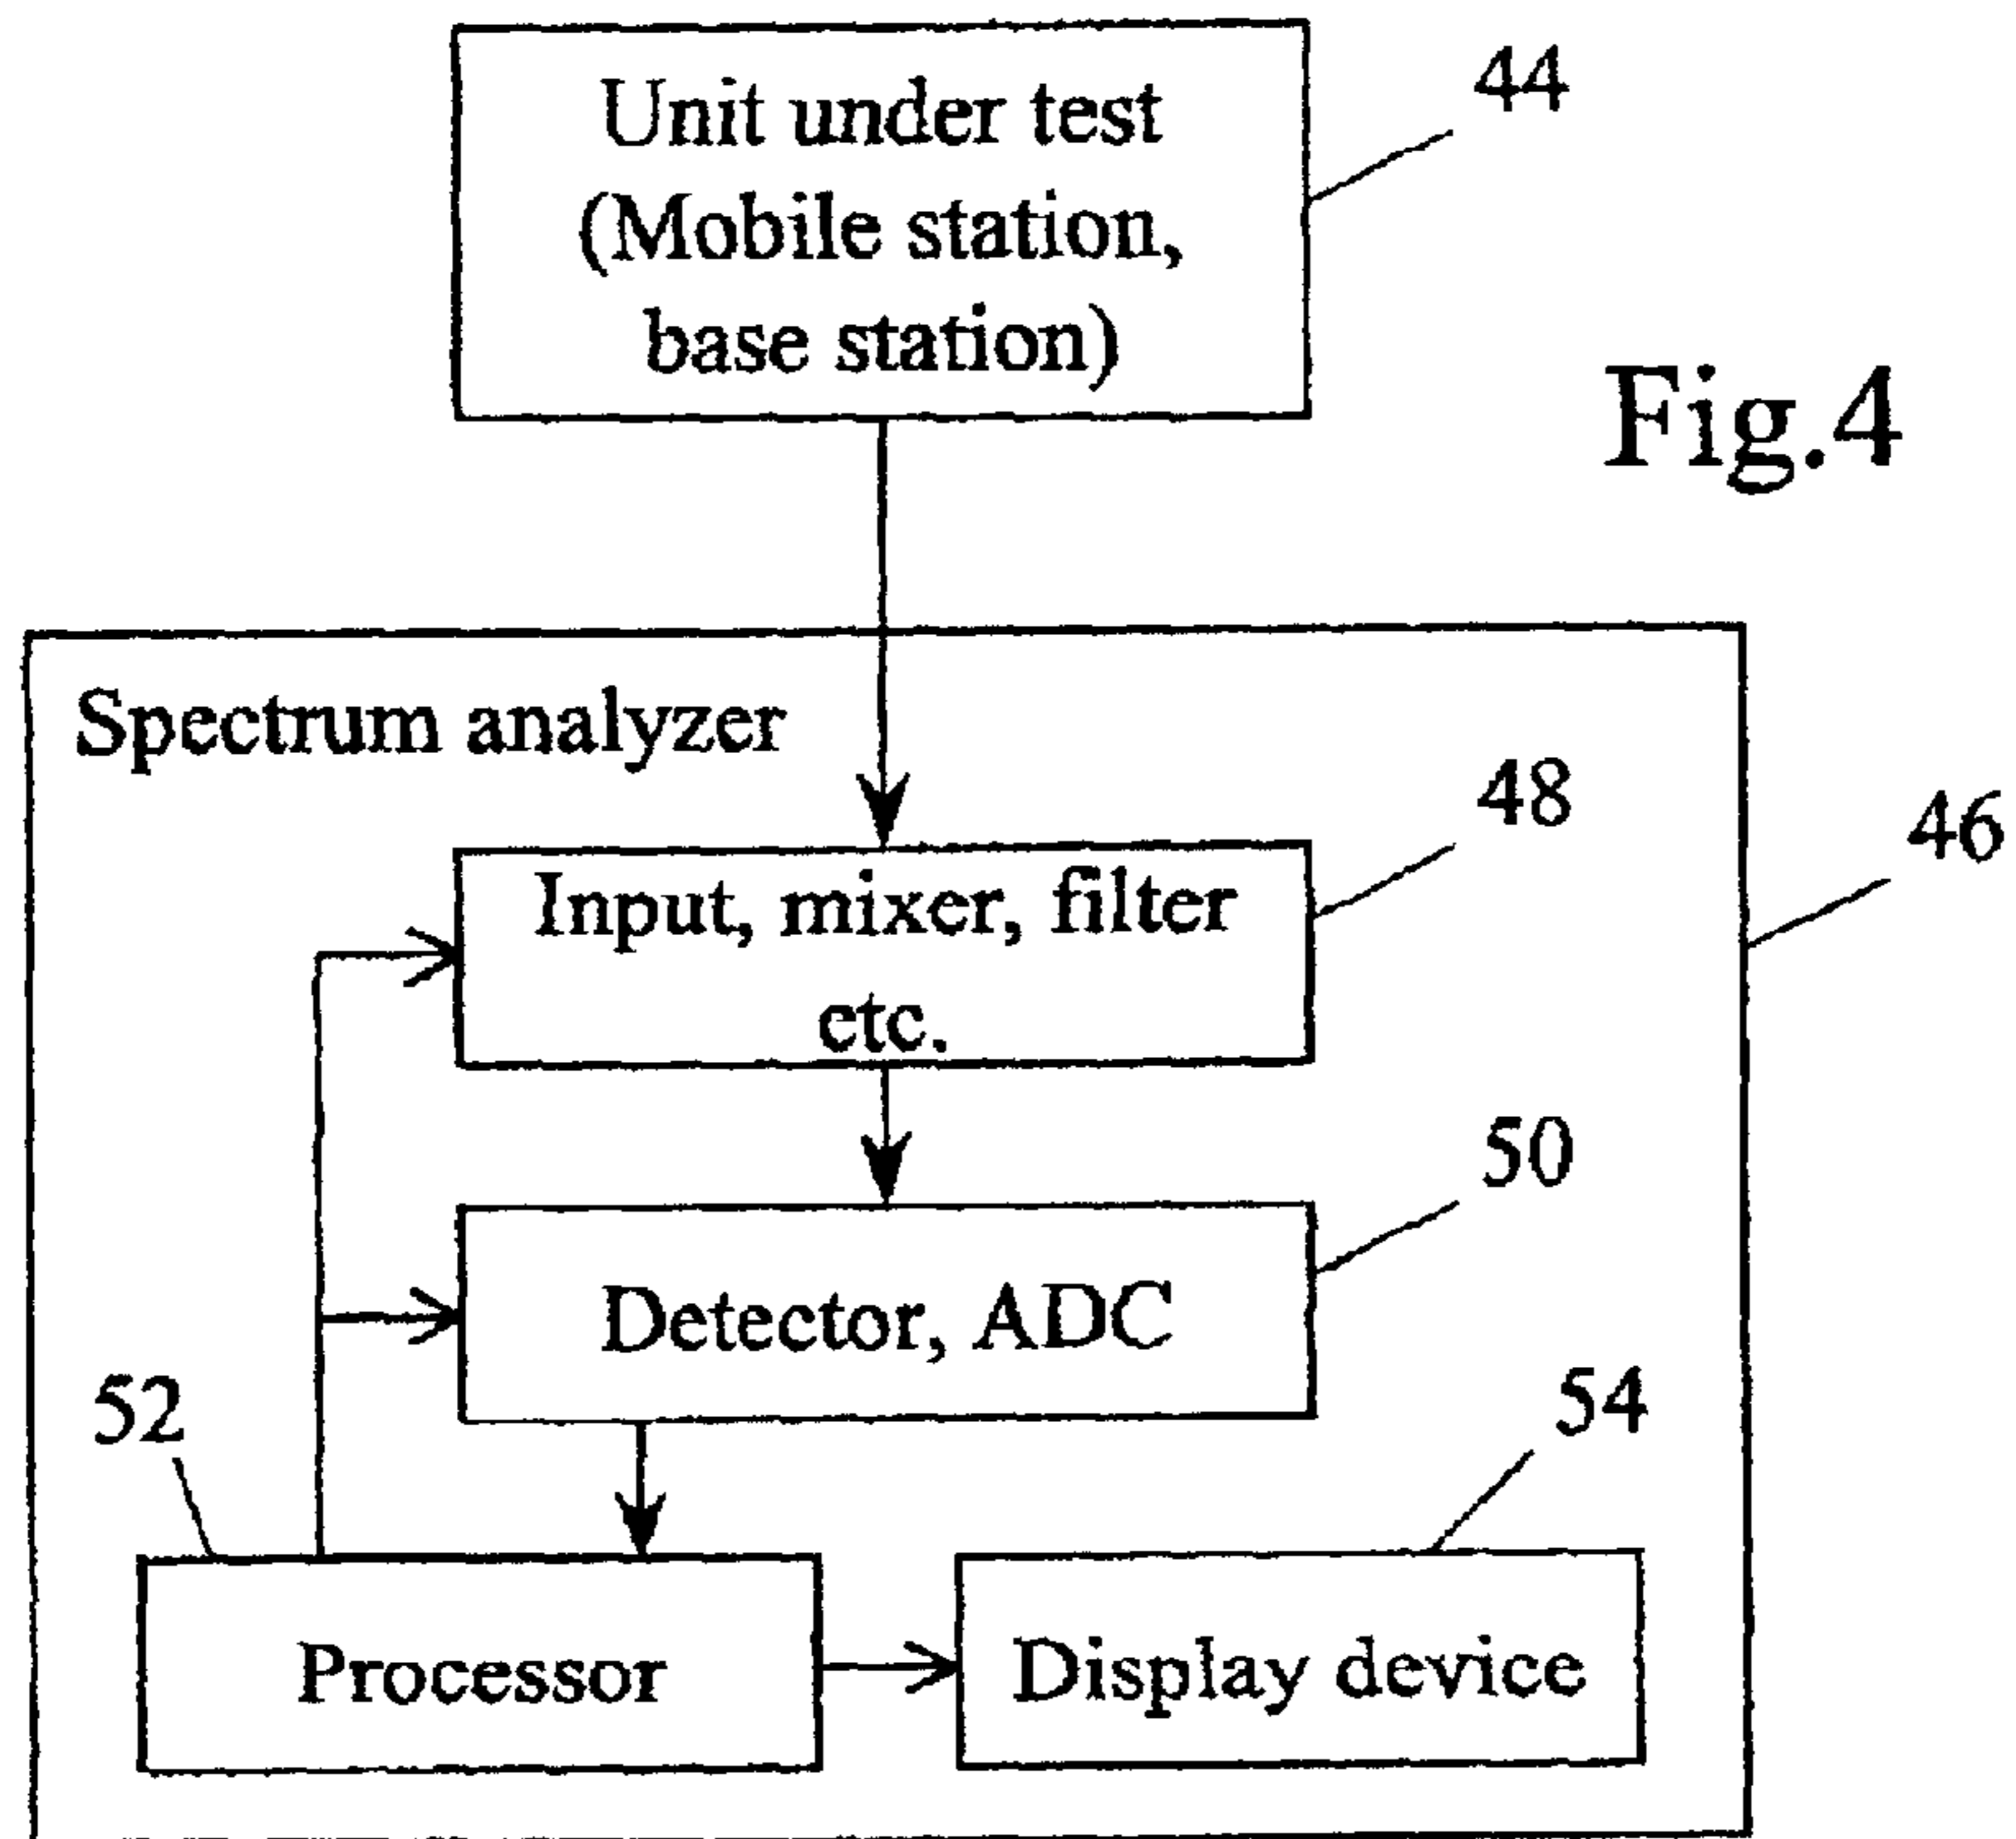 Unit under test
(Mobile station,
base station)
44
Fig.4
Spectrum analyzer
46
Input, mixer, filter
etc.
48
Detector, ADC
50
52
Processor
54
Display device